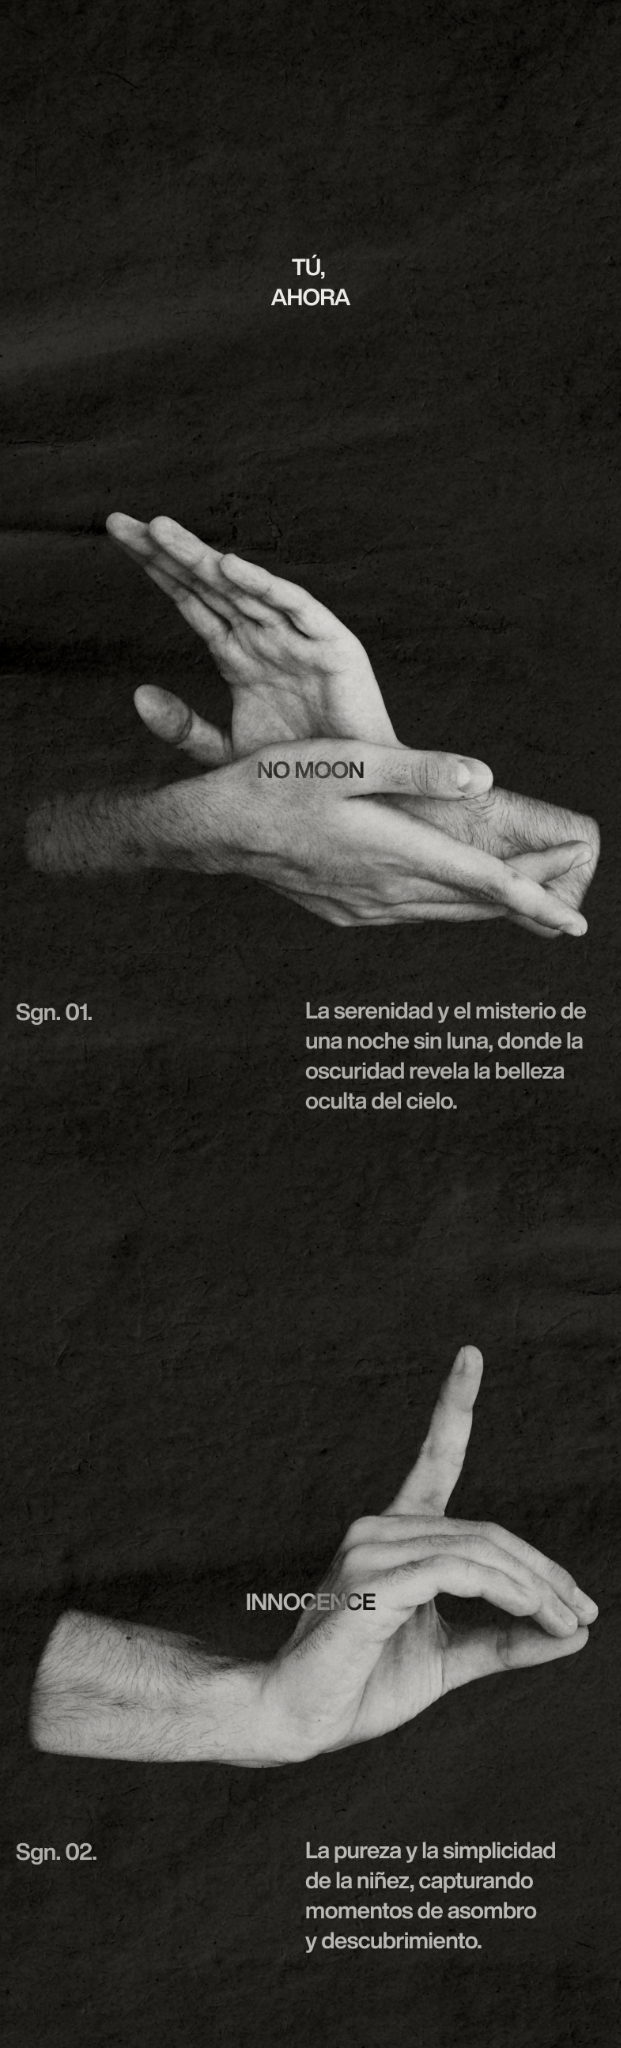 TÚ,
AHORA
NO MOON
Sgn. 01.
La serenidad y el misterio de
una noche sin luna, donde la
oscuridad revela la belleza
oculta del cielo.
INNOCENCE
Sgn. 02.
La pureza y la simplicidad
de la niñez, capturando
momentos de asombro
y descubrimiento.